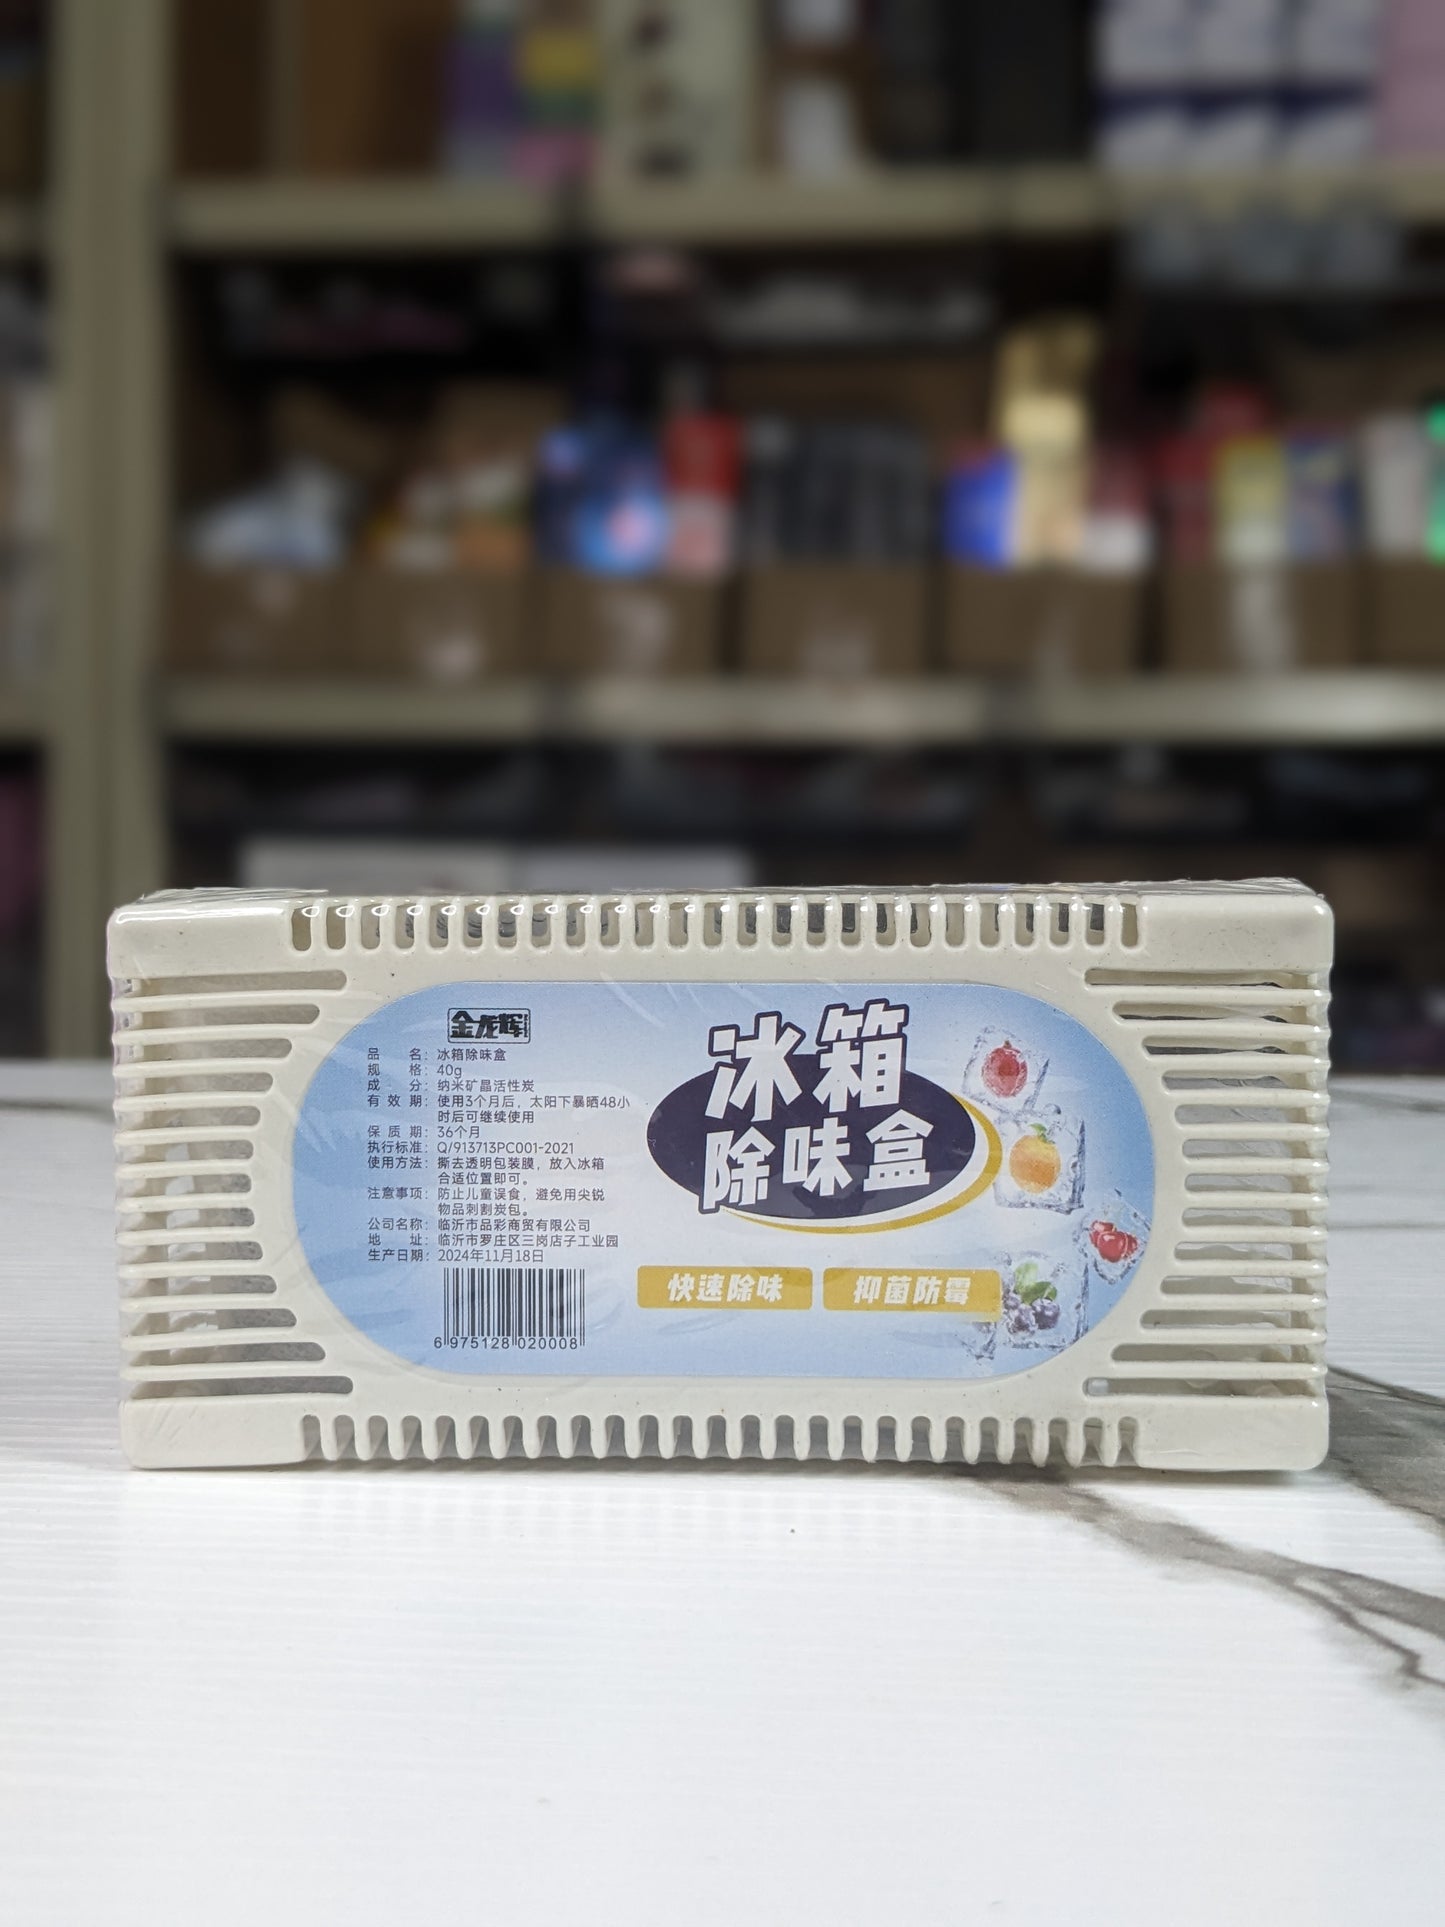 金龙辉
品 名：冰箱除味盒
规 格：40g
成 分：纳米矿晶活性炭
有 效 期：使用3个月后，太阳下暴晒48小
时后可继续使用
保 质 期：36个月
执行标准：Q/913713PC001-2021
使用方法：撕去透明包装膜，放入冰箱
合适位置即可。
注意事项：防止儿童误食，避免用尖锐
物品刺割炭包。
公司名称：临沂市品彩商贸有限公司
地 址：临沂市罗庄区三岗店子工业园
生产日期：2024年11月18日
6 975128 020008
冰箱
除味盒
快速除味
抑菌防霉